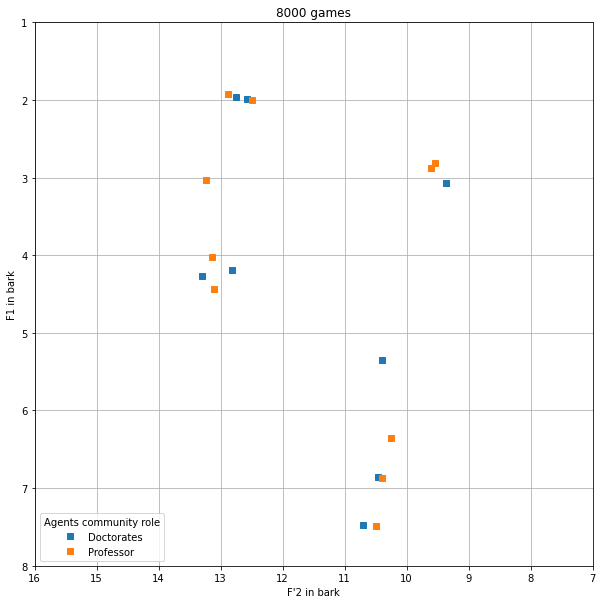 8000 games
1
2
3
4
5
6
7
8
F1 in bark
Agents community role
Doctorates
Professor
16 15 14 13 12 11 10 9 8 7
F'2 in bark